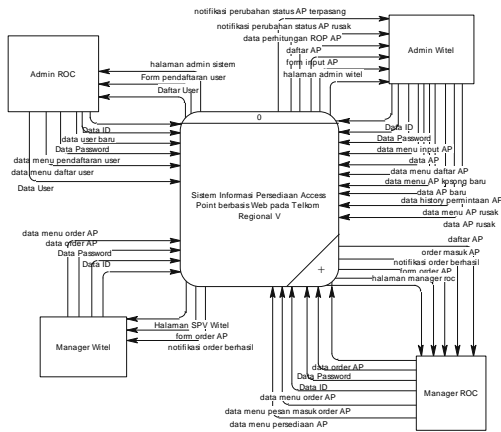 notifikasi perubahan status AP terpasang
notifikasi perubahan status AP rusak
data perhitungan ROP AP
daftar AP
form input AP
halaman admin witel
Admin Witel
Admin ROC
halaman admin sistem
Form pendaftaran user
Daftar User
0
Data ID
data user baru
Data Password
data menu pendaftaran user
data menu daftar user
Data User
Sistem Informasi Persediaan Access
Point berbasis Web pada Telkom
Regional V
+
Data ID
Data Password
data menu input AP
data AP
data menu daftar AP
data menu AP kosong baru
data AP baru
data history permintaan AP
data menu AP rusak
data AP rusak
data menu order AP
data order AP
Data Password
Data ID
daftar AP
order masuk AP
notifikasi order berhasil
form order AP
halaman manager roc
Manager Witel
Halaman SPV Witel
form order AP
notifikasi order berhasil
Manager ROC
data order AP
Data Password
Data ID
data menu order AP
data menu pesan masuk order AP
data menu persediaan AP